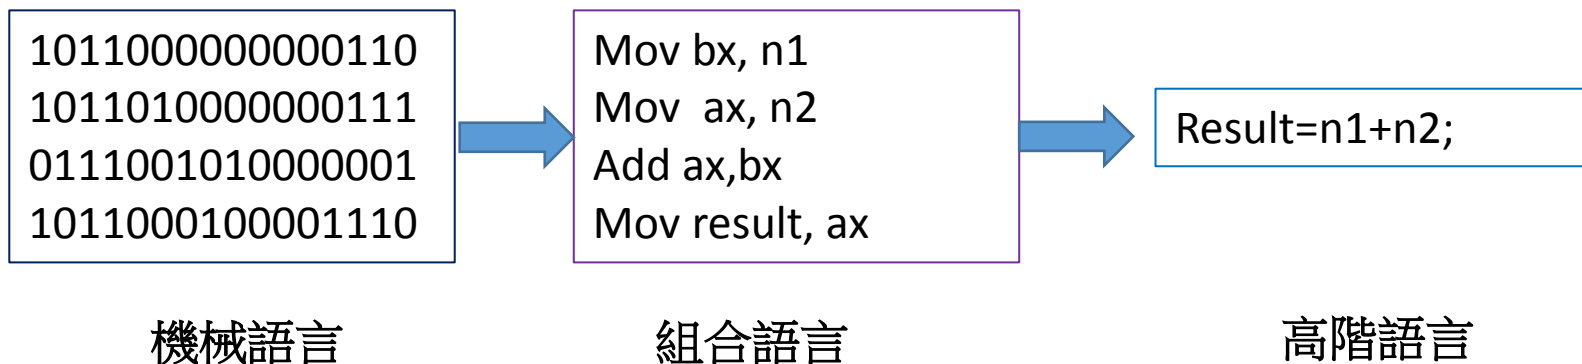 1011000000000110
1011010000000111
0111001010000001
1011000100001110
Mov bx, n1
Mov  ax, n2
Add ax,bx
Mov result, ax
Result=n1+n2;
機械語言
組合語言
高階語言